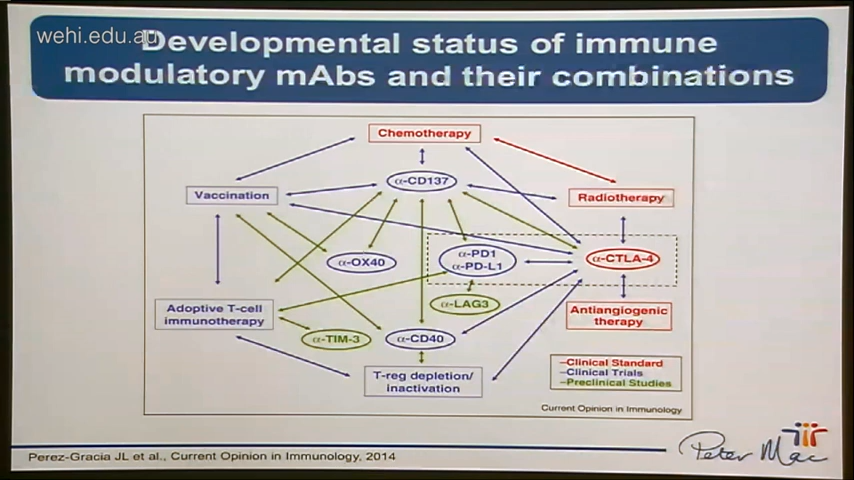 wehi.edu.au
Developmental status of immune
modulatory mAbs and their combinations
Chemotherapy
α-CD137
Vaccination
Radiotherapy
α-OX40
α-PD1
α-PD-L1
α-CTLA-4
α-LAG3
Adoptive T-cell
immunotherapy
α-TIM-3
α-CD40
Antiangiogenic
therapy
T-reg depletion/
inactivation
–Clinical Standard
–Clinical Trials
–Preclinical Studies
Current Opinion in Immunology
Perez-Gracia JL et al., Current Opinion in Immunology, 2014
Peter Mac